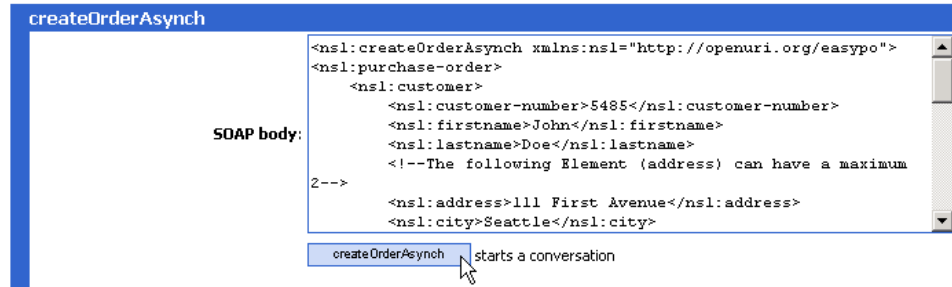 createOrderAsynch
<nsl:createOrderAsynch xmlns:nsl="http://openuri.org/easypo">
<nsl:purchase-order>
<nsl:customer>
<nsl:customer-number>5485</nsl:customer-number>
<nsl:firstname>John</nsl:firstname>
<nsl:lastname>Doe</nsl:lastname>
<!--The following Element (address) can have a maximum
2-->
<nsl:address>111 First Avenue</nsl:address>
<nsl:city>Seattle</nsl:city>
SOAP body:
createOrderAsynch starts a conversation